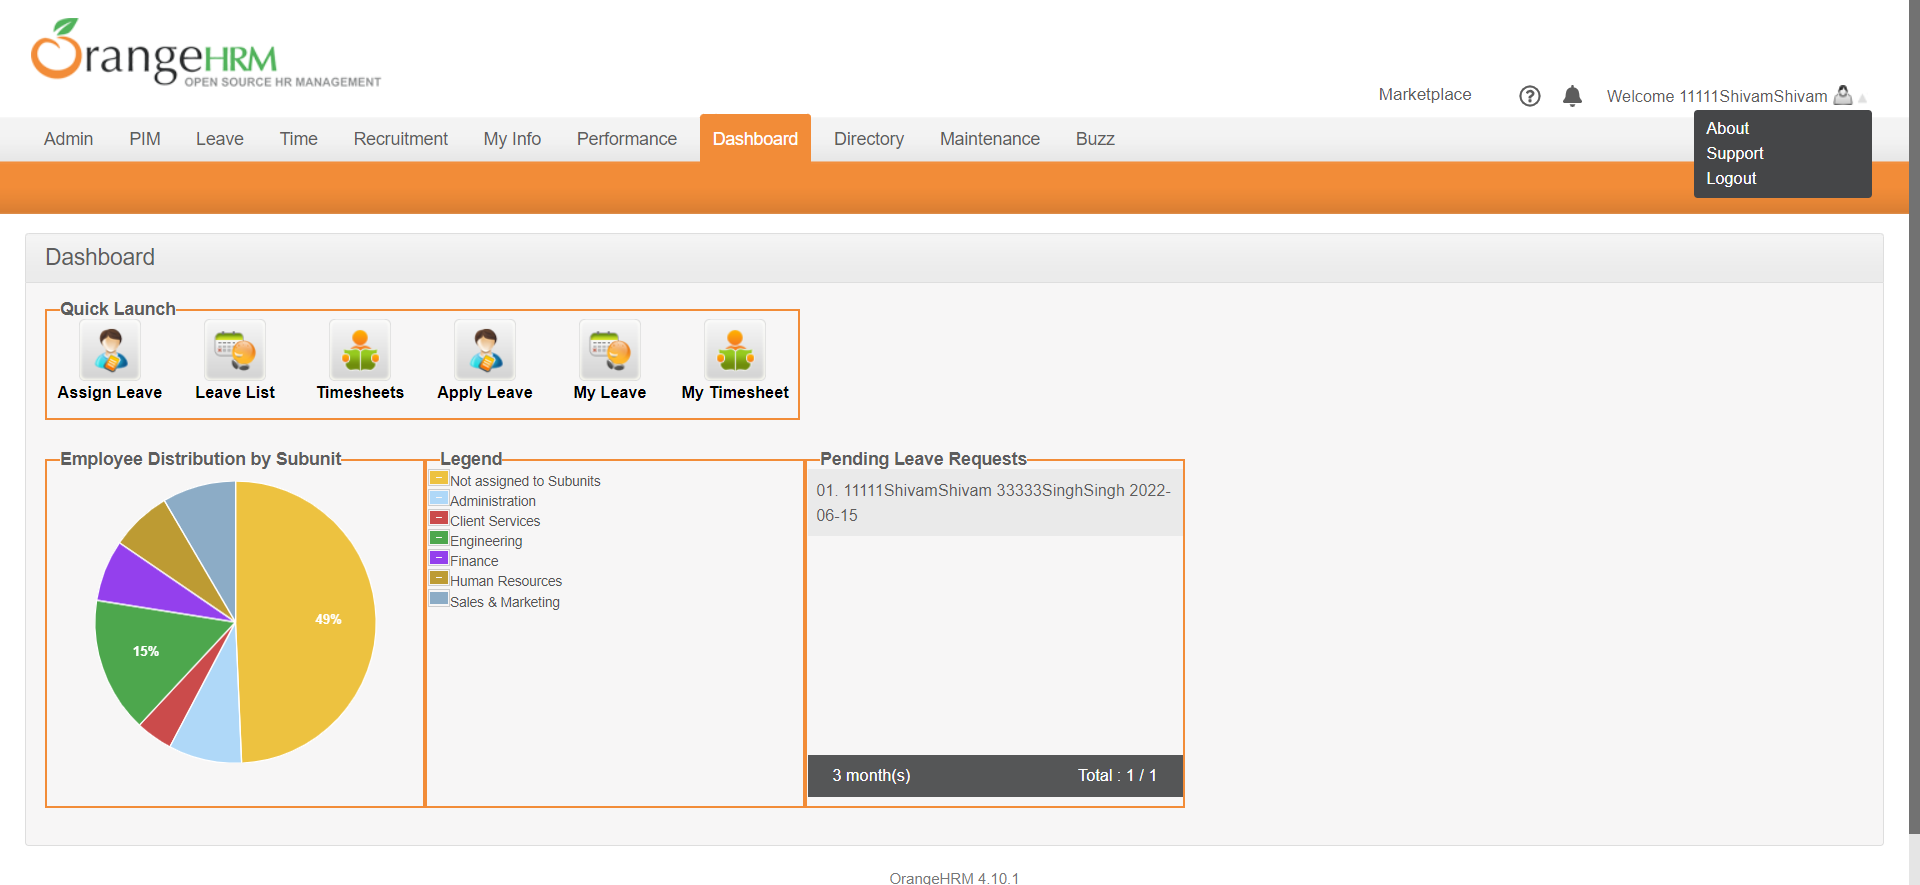 OrangeHRM
OPEN SOURCE HR MANAGEMENT
Marketplace
Welcome 11111ShivamShivam
About
Support
Logout
Admin PIM Leave Time Recruitment My Info Performance Dashboard Directory Maintenance Buzz
Dashboard
Quick Launch
Assign Leave Leave List Timesheets Apply Leave My Leave My Timesheet
Employee Distribution by Subunit
49%
15%
Legend
Not assigned to Subunits
Administration
Client Services
Engineering
Finance
Human Resources
Sales & Marketing
Pending Leave Requests
01. 11111ShivamShivam 33333SinghSingh 2022-
06-15
3 month(s) Total : 1 / 1
OrangeHRM 4.10.1